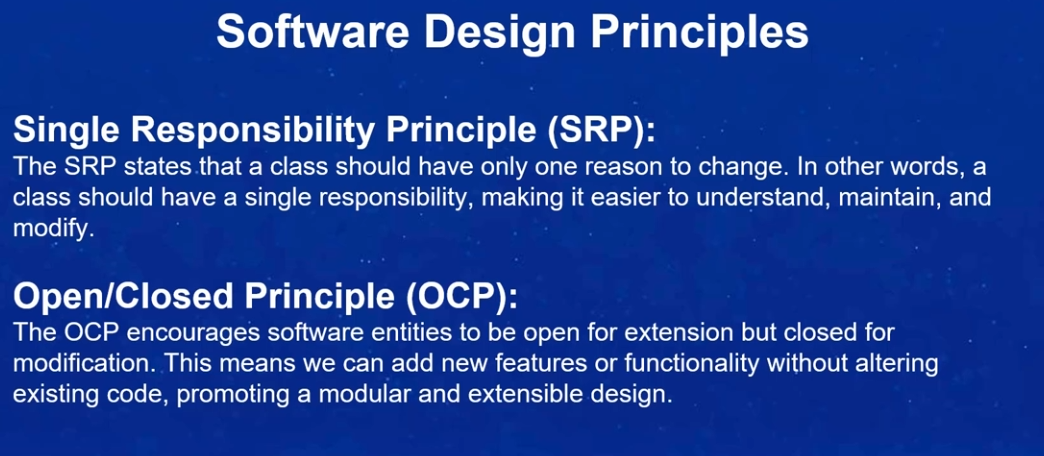 Software Design Principles
Single Responsibility Principle (SRP):
The SRP states that a class should have only one reason to change. In other words, a
class should have a single responsibility, making it easier to understand, maintain, and
modify.
Open/Closed Principle (OCP):
The OCP encourages software entities to be open for extension but closed for
modification. This means we can add new features or functionality without altering
existing code, promoting a modular and extensible design.